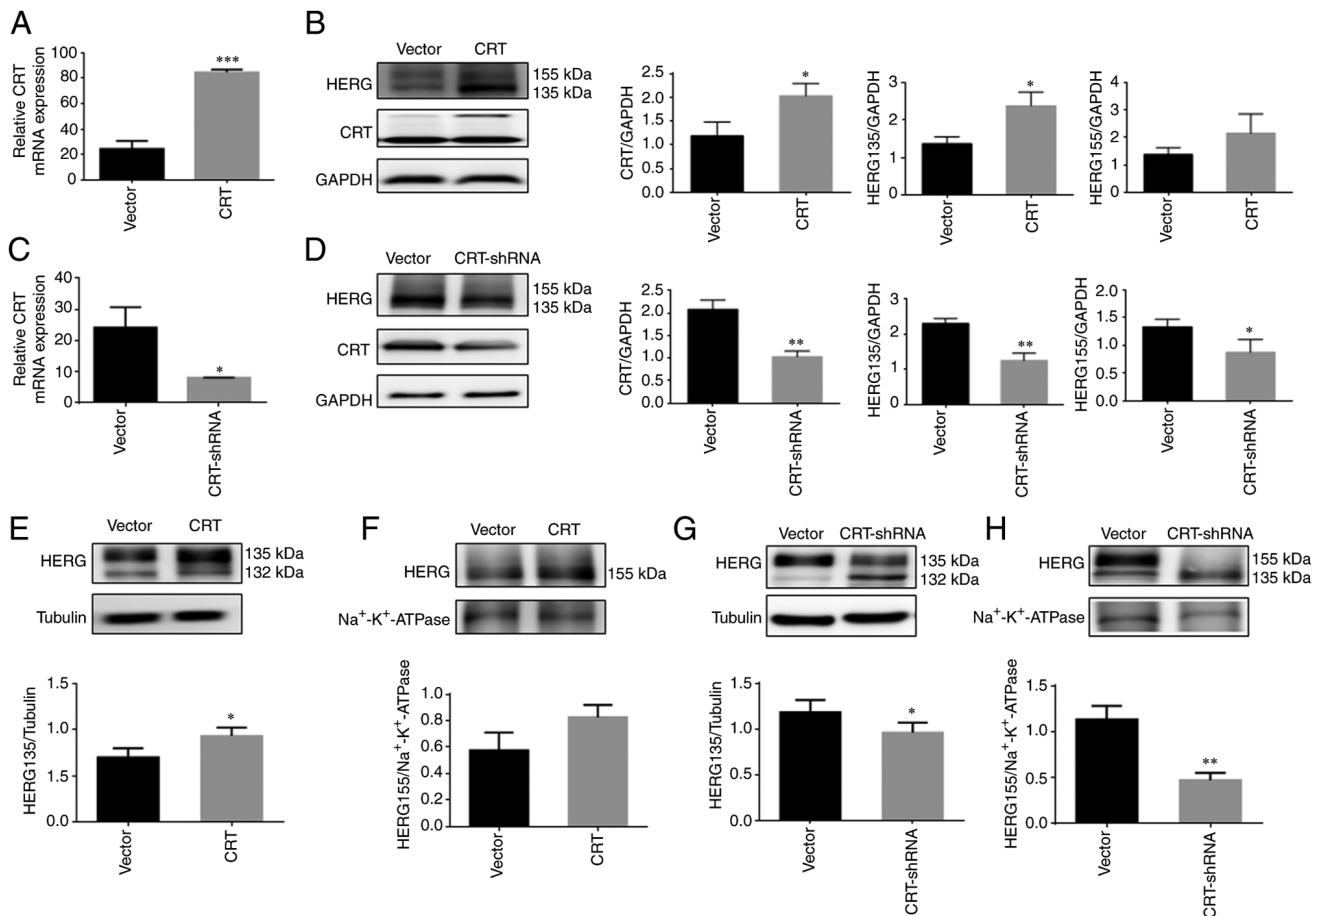 A
Relative CRT
mRNA expression
100
80
60
40
20
0
***
Vector
CRT
B
Vector CRT
HERG
155 kDa
135 kDa
CRT
GAPDH
CRT/GAPDH
2.5
2.0
1.5
1.0
0.5
0.0
*
Vector
CRT
HERG135/GAPDH
3
2
1
0
*
Vector
CRT
HERG155/GAPDH
4
3
2
1
0
Vector
CRT
C
Relative CRT
mRNA expression
40
30
20
10
0
*
Vector
CRT-shRNA
D
Vector CRT-shRNA
HERG
155 kDa
135 kDa
CRT
GAPDH
CRT/GAPDH
2.5
2.0
1.5
1.0
0.5
0.0
**
Vector
CRT-shRNA
HERG135/GAPDH
3
2
1
0
**
Vector
CRT-shRNA
HERG155/GAPDH
2.0
1.5
1.0
0.5
0.0
*
Vector
CRT-shRNA
E
Vector CRT
HERG
135 kDa
132 kDa
Tubulin
HERG135/Tubulin
1.5
1.0
1.5
0.0
*
Vector
CRT
F
Vector CRT
HERG
155 kDa
Na+-K+-ATPase
HERG155/Na+-K+-ATPase
1.0
0.8
0.6
0.4
0.2
0.0
Vector
CRT
G
Vector CRT-shRNA
HERG
135 kDa
132 kDa
Tubulin
HERG135/Tubulin
1.5
1.0
0.5
0.0
*
Vector
CRT-shRNA
H
Vector CRT-shRNA
HERG
155 kDa
135 kDa
Na+-K+-ATPase
HERG155/Na+-K+-ATPase
1.5
1.0
0.5
0.0
**
Vector
CRT-shRNA